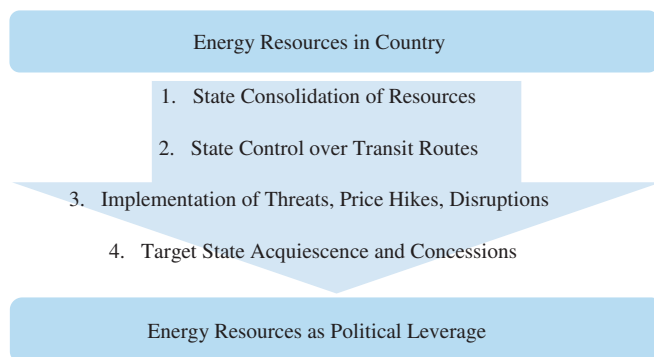 Energy Resources in Country
1. State Consolidation of Resources
2. State Control over Transit Routes
3. Implementation of Threats, Price Hikes, Disruptions
4. Target State Acquiescence and Concessions
Energy Resources as Political Leverage